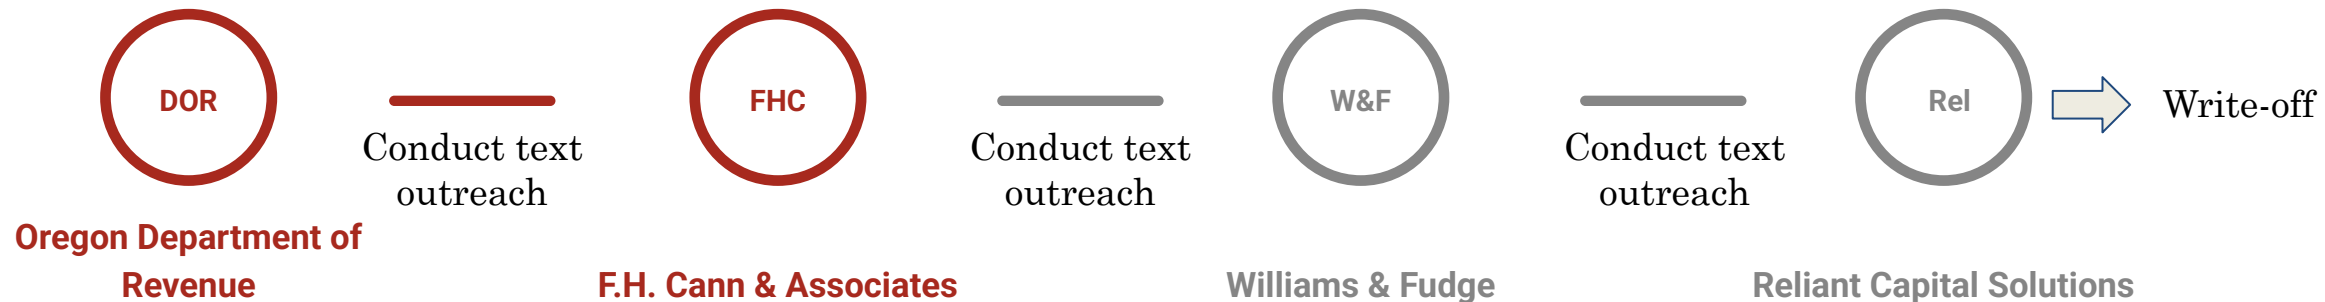 DOR
FHC
W&F
Rel
Write-off
Conduct text
outreach
Conduct text
outreach
Conduct text
outreach
Oregon Department of
Revenue
F.H. Cann & Associates
Williams & Fudge
Reliant Capital Solutions